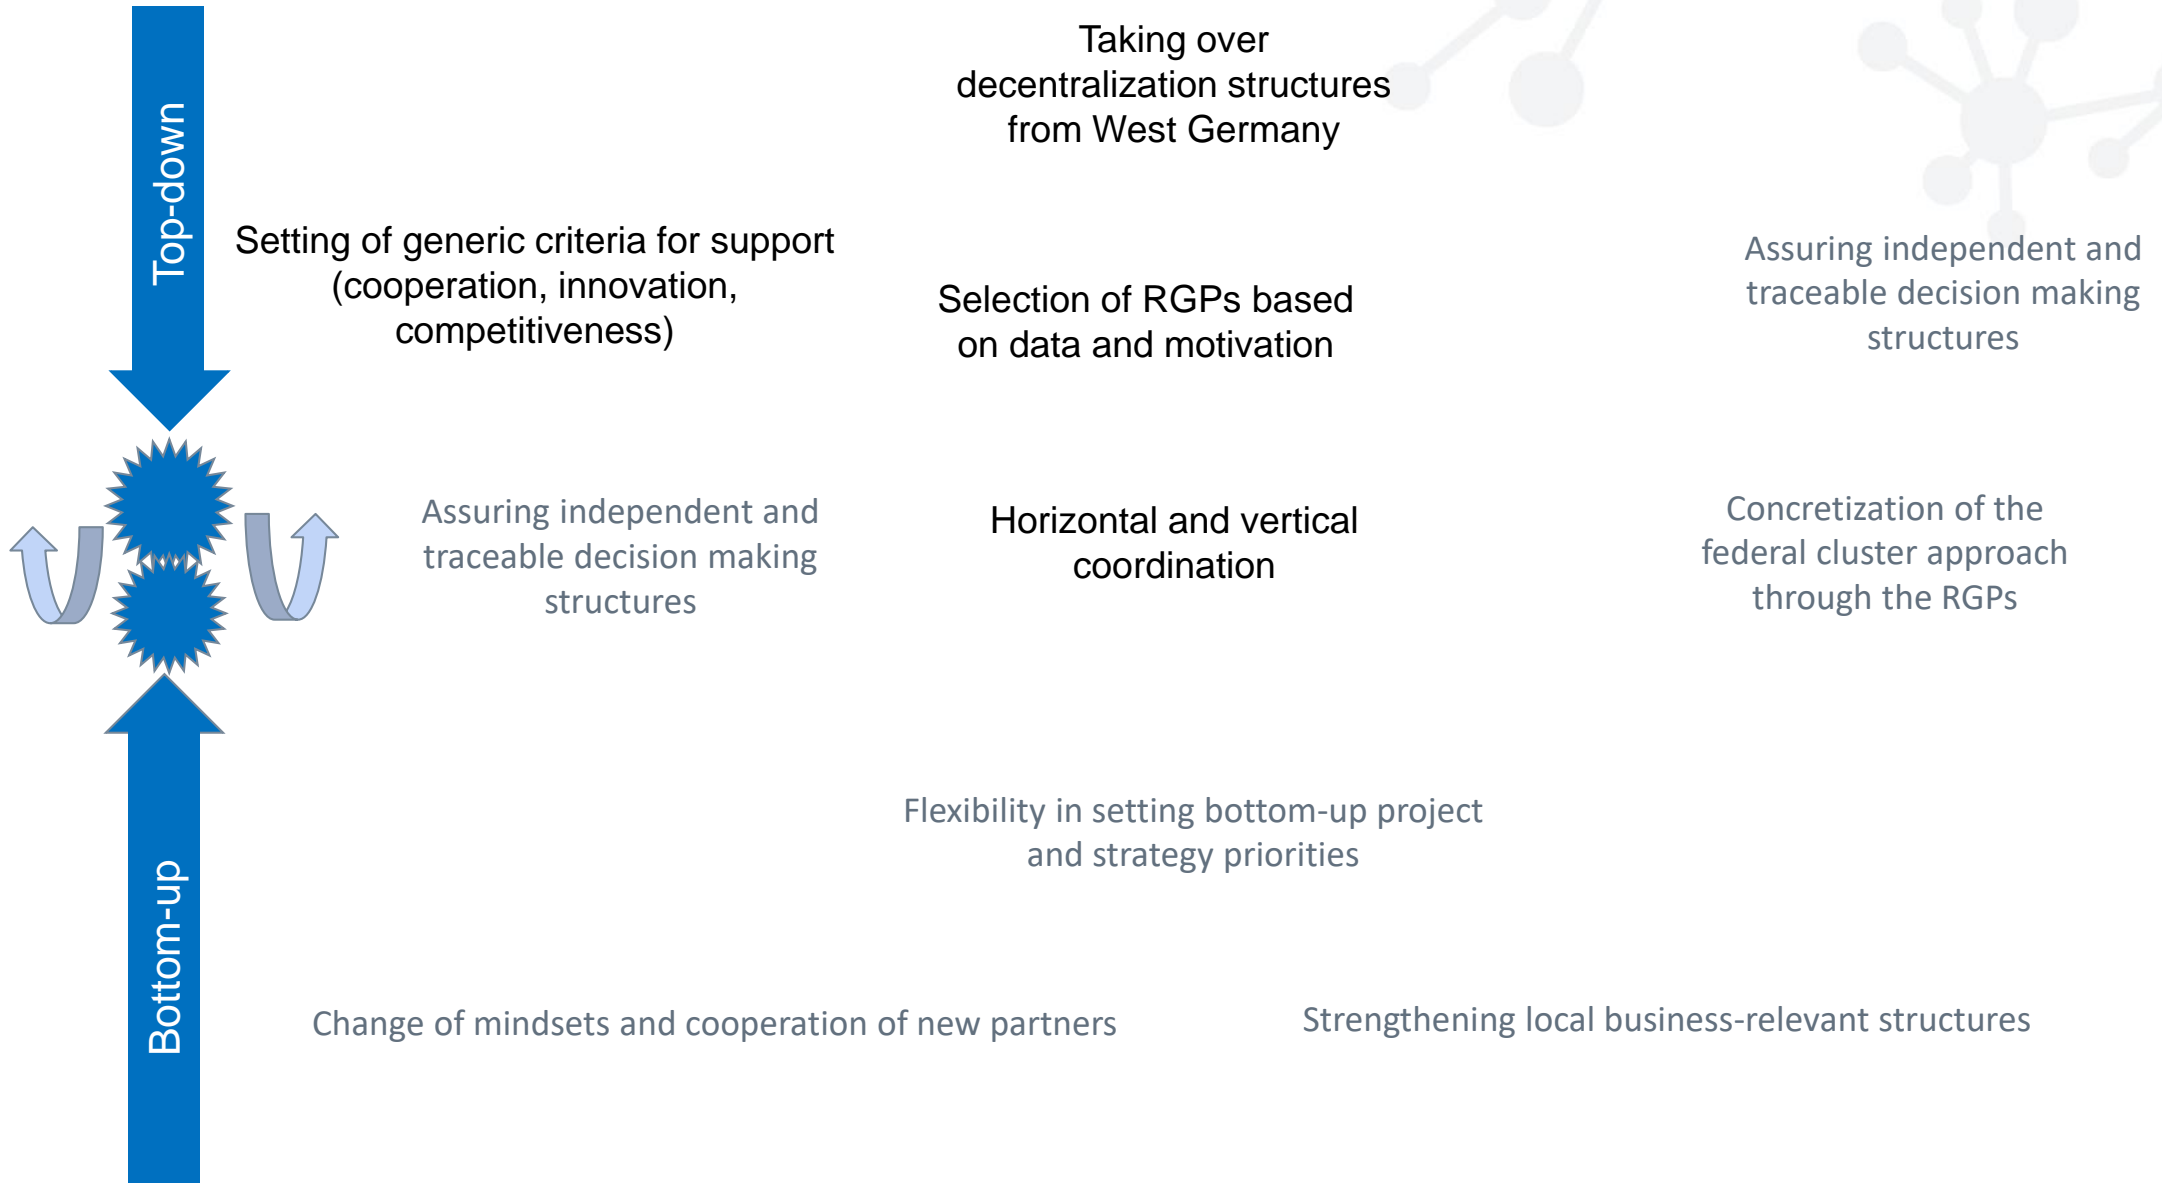 Top-down
Taking over
decentralization structures
from West Germany
Setting of generic criteria for support
(cooperation, innovation,
competitiveness)
Selection of RGPs based
on data and motivation
Assuring independent and
traceable decision making
structures
Assuring independent and
traceable decision making
structures
Horizontal and vertical
coordination
Concretization of the
federal cluster approach
through the RGPs
Bottom-up
Flexibility in setting bottom-up project
and strategy priorities
Change of mindsets and cooperation of new partners
Strengthening local business-relevant structures